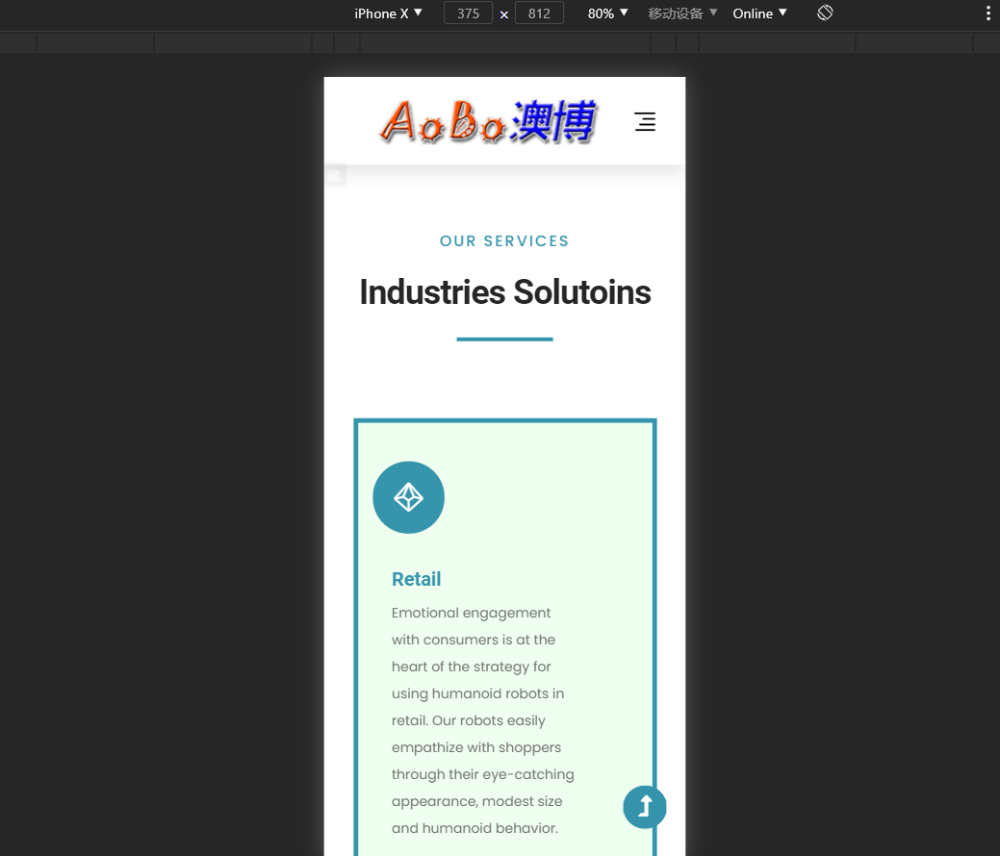 iPhone X 375 × 812 80% 移动设备 Online
AoBo澳博
OUR SERVICES
Industries Solutoins
Retail
Emotional engagement
with consumers is at the
heart of the strategy for
using humanoid robots in
retail. Our robots easily
empathize with shoppers
through their eye-catching
appearance, modest size
and humanoid behavior.